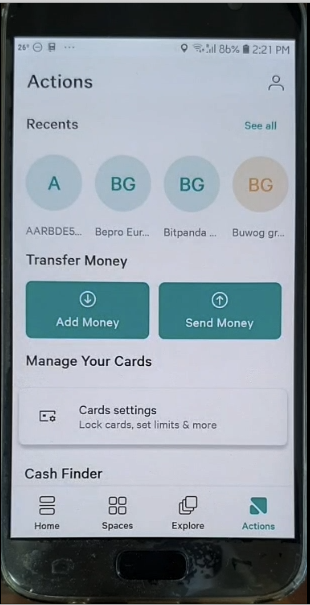 26° ··· 86% 2:21 PM
Actions
Recents See all
A BG BG BG
AARBDE5... Bepro Eur... Bitpanda ... Buwog gr...
Transfer Money
Add Money Send Money
Manage Your Cards
Cards settings
Lock cards, set limits & more
Cash Finder
Home Spaces Explore Actions